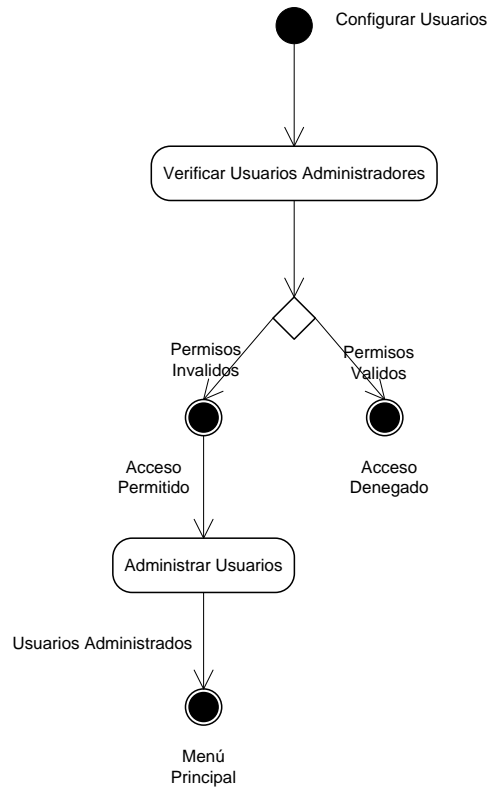 Configurar Usuarios
Verificar Usuarios Administradores
Permisos
Invalidos
Permisos
Validos
Acceso
Permitido
Acceso
Denegado
Administrar Usuarios
Usuarios Administrados
Menú
Principal